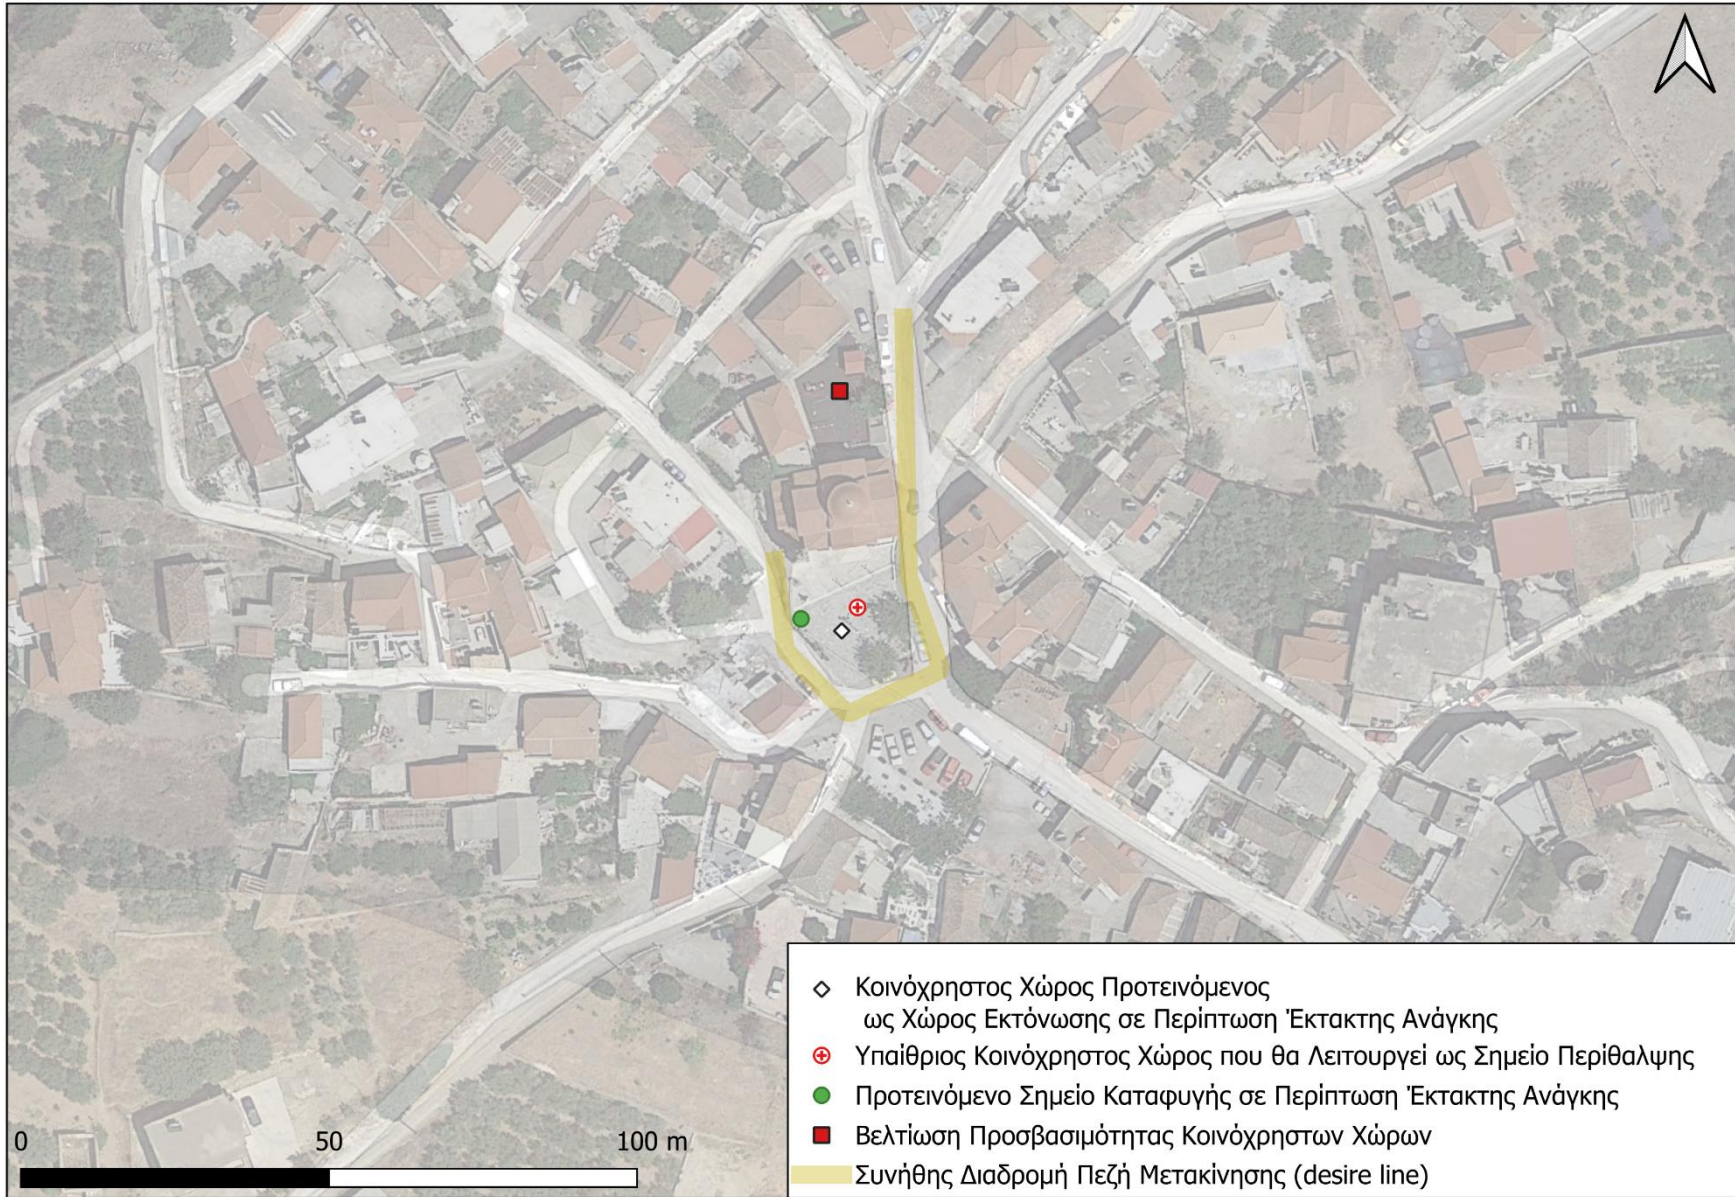 Κοινόχρηστος Χώρος Προτεινόμενος
ως Χώρος Εκτόνωσης σε Περίπτωση Έκτακτης Ανάγκης
Υπαίθριος Κοινόχρηστος Χώρος που θα Λειτουργεί ως Σημείο Περίθαλψης
Προτεινόμενο Σημείο Καταφυγής σε Περίπτωση Έκτακτης Ανάγκης
Βελτίωση Προσβασιμότητας Κοινόχρηστων Χώρων
Συνήθης Διαδρομή Πεζή Μετακίνησης (desire line)
0 50 100 m